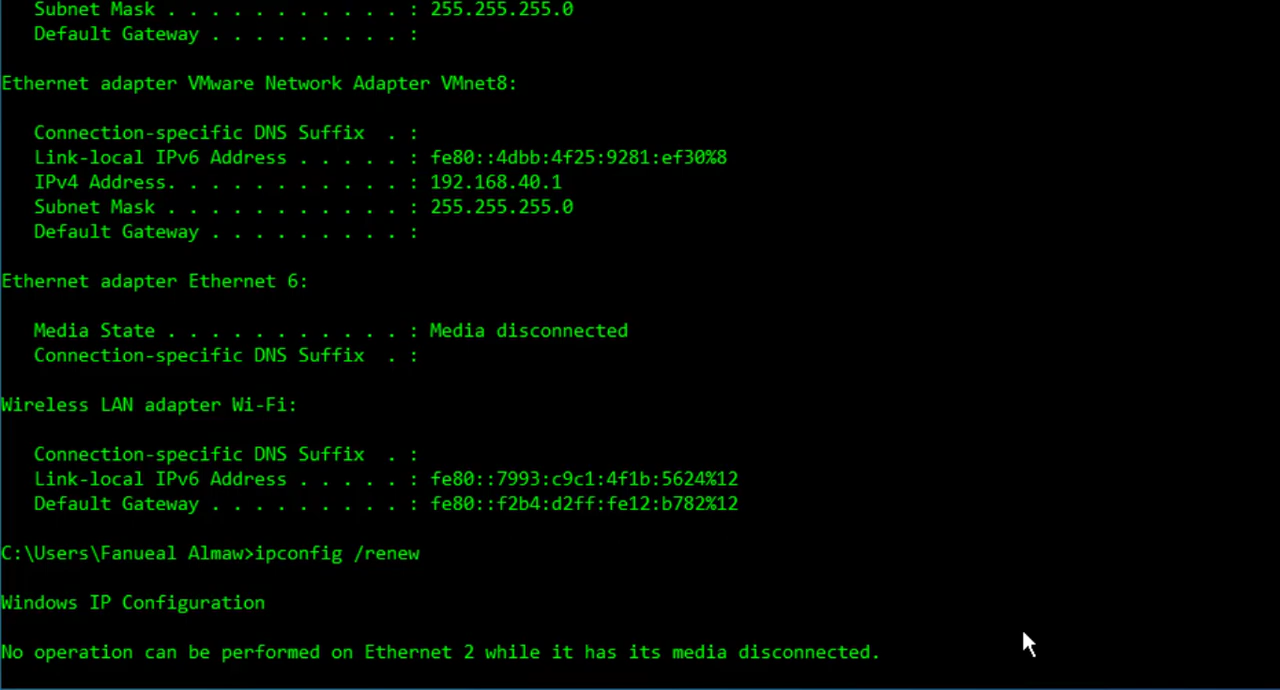 Subnet Mask . . . . . . . . . . . : 255.255.255.0
Default Gateway . . . . . . . . . :
Ethernet adapter VMware Network Adapter VMnet8:
Connection-specific DNS Suffix  . :
Link-local IPv6 Address . . . . . : fe80::4dbb:4f25:9281:ef30%8
IPv4 Address. . . . . . . . . . . : 192.168.40.1
Subnet Mask . . . . . . . . . . . : 255.255.255.0
Default Gateway . . . . . . . . . :
Ethernet adapter Ethernet 6:
Media State . . . . . . . . . . . : Media disconnected
Connection-specific DNS Suffix  . :
Wireless LAN adapter Wi-Fi:
Connection-specific DNS Suffix  . :
Link-local IPv6 Address . . . . . : fe80::7993:c9c1:4f1b:5624%12
Default Gateway . . . . . . . . . : fe80::f2b4:d2ff:fe12:b782%12
C:\Users\Fanueal Almaw>ipconfig /renew
Windows IP Configuration
No operation can be performed on Ethernet 2 while it has its media disconnected.